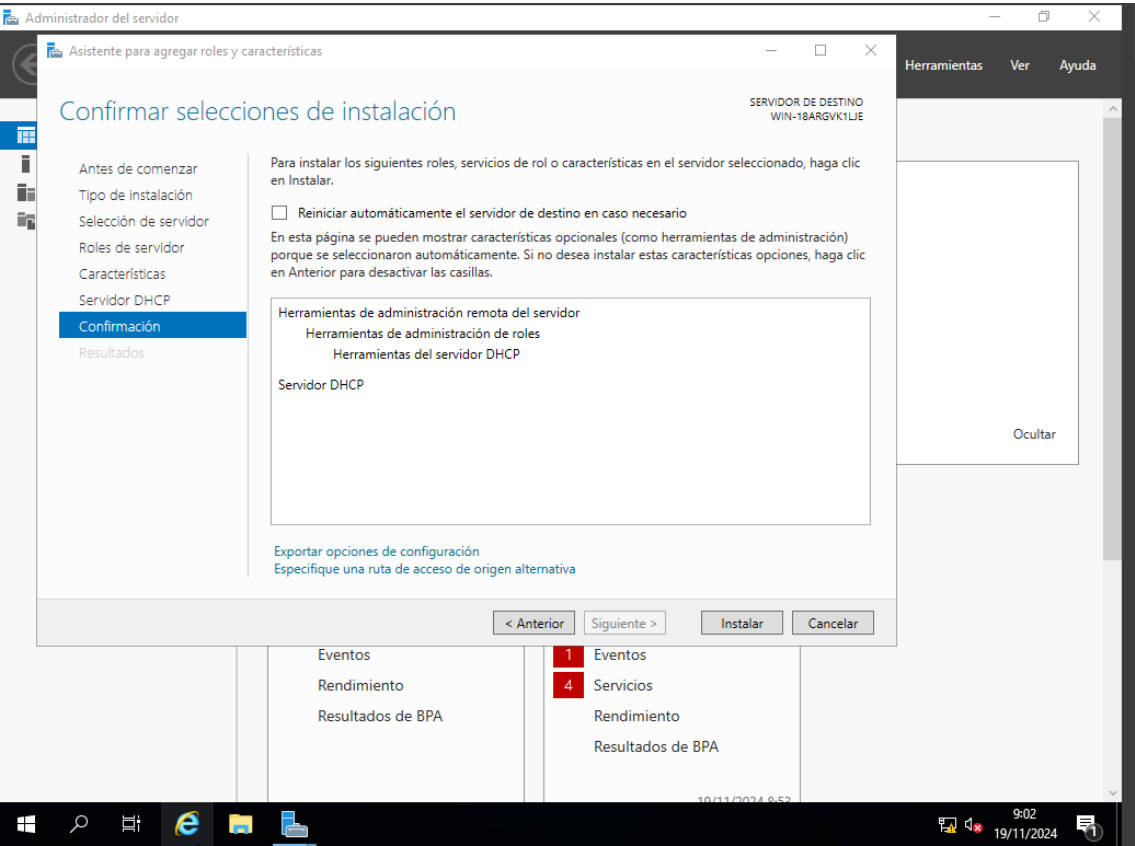 Administrador del servidor
Asistente para agregar roles y características
Herramientas Ver Ayuda
Confirmar selecciones de instalación
SERVIDOR DE DESTINO
WIN-18ARGVK1LJE
Antes de comenzar
Tipo de instalación
Selección de servidor
Roles de servidor
Características
Servidor DHCP
Confirmación
Resultados
Para instalar los siguientes roles, servicios de rol o características en el servidor seleccionado, haga clic
en Instalar.
Reiniciar automáticamente el servidor de destino en caso necesario
En esta página se pueden mostrar características opcionales (como herramientas de administración)
porque se seleccionaron automáticamente. Si no desea instalar estas características opciones, haga clic
en Anterior para desactivar las casillas.
Herramientas de administración remota del servidor
Herramientas de administración de roles
Herramientas del servidor DHCP
Servidor DHCP
Exportar opciones de configuración
Especifique una ruta de acceso de origen alternativa
< Anterior Siguiente > Instalar Cancelar
Ocultar
Eventos
Rendimiento
Resultados de BPA
1 Eventos
4 Servicios
Rendimiento
Resultados de BPA
19/11/2024 8:53
9:02
19/11/2024
1